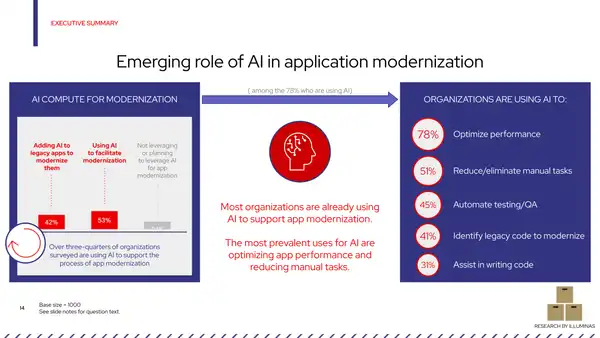 EXECUTIVE SUMMARY
Emerging role of AI in application modernization
AI COMPUTE FOR MODERNIZATION
( among the 78% who are using AI)
ORGANIZATIONS ARE USING AI TO:
Adding AI to
legacy apps to
modernize
them
Using AI
to facilitate
modernization
Not leveraging
or planning
to leverage AI
for app
modernization
42%
53%
Over three-quarters of organizations
surveyed are using AI to support the
process of app modernization
Most organizations are already using
AI to support app modernization.
The most prevalent uses for AI are
optimizing app performance and
reducing manual tasks.
78% Optimize performance
51% Reduce/eliminate manual tasks
45% Automate testing/QA
41% Identify legacy code to modernize
31% Assist in writing code
14
Base size = 1000
See slide notes for question text.
RESEARCH BY ILLUMINAS